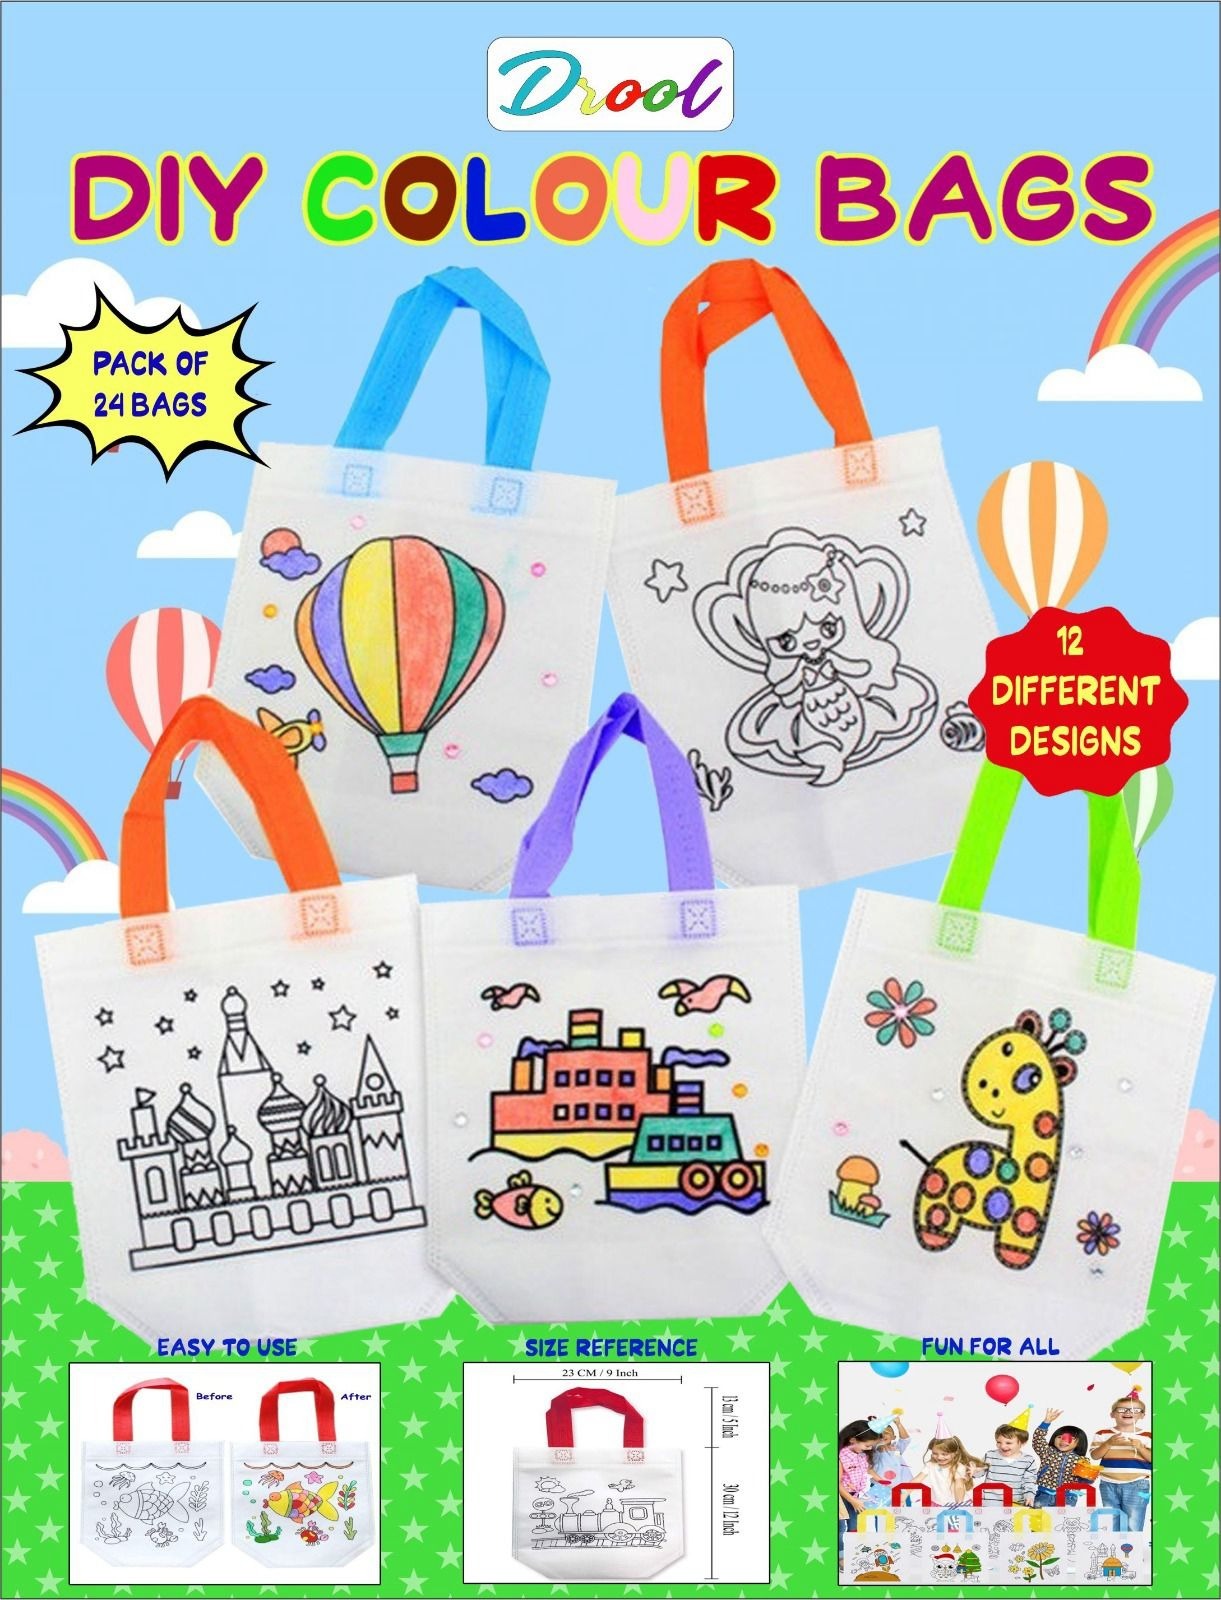 Drool
DIY COLOUR BAGS
PACK OF
24 BAGS
12
DIFFERENT
DESIGNS
EASY TO USE
SIZE REFERENCE
FUN FOR ALL
Before
After
23 CM / 9 Inch
13 cm / 5 Inch
30 cm / 12 Inch